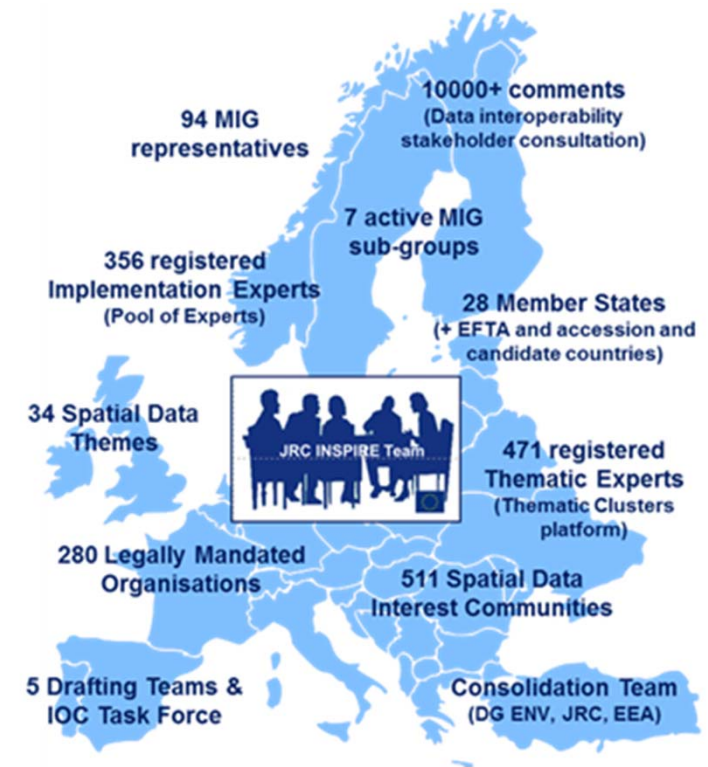 10000+ comments
(Data interoperability
stakeholder consultation)
94 MIG
representatives
7 active MIG
sub-groups
356 registered
Implementation Experts
(Pool of Experts)
28 Member States
(+ EFTA and accession and
candidate countries)
34 Spatial Data
Themes
JRC INSPIRE Team
471 registered
Thematic Experts
(Thematic Clusters
platform)
280 Legally Mandated
Organisations
511 Spatial Data
Interest Communities
5 Drafting Teams &
IOC Task Force
Consolidation Team
(DG ENV, JRC, EEA)